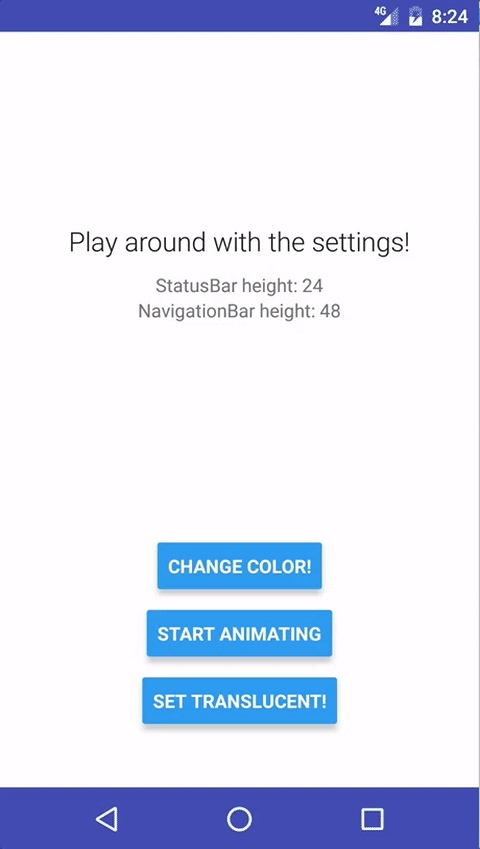 4G 8:24
Play around with the settings!
StatusBar height: 24
NavigationBar height: 48
CHANGE COLOR!
START ANIMATING
SET TRANSLUCENT!